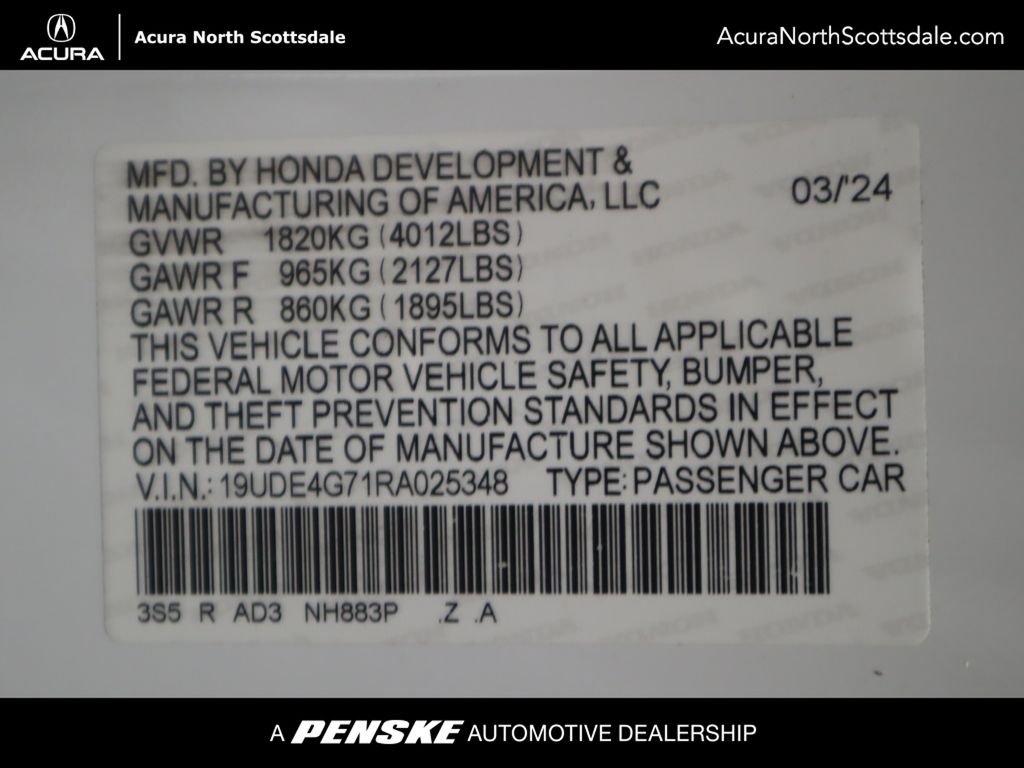 ACURA
Acura North Scottsdale
AcuraNorthScottsdale.com
MFD. BY HONDA DEVELOPMENT &
MANUFACTURING OF AMERICA, LLC
03/'24
GVWR 1820KG (4012LBS)
GAWR F 965KG (2127LBS)
GAWR R 860KG (1895LBS)
THIS VEHICLE CONFORMS TO ALL APPLICABLE
FEDERAL MOTOR VEHICLE SAFETY, BUMPER,
AND THEFT PREVENTION STANDARDS IN EFFECT
ON THE DATE OF MANUFACTURE SHOWN ABOVE.
V.I.N.: 19UDE4G71RA025348 TYPE: PASSENGER CAR
3S5 R AD3 NH883P .Z .A
A PENSKE AUTOMOTIVE DEALERSHIP